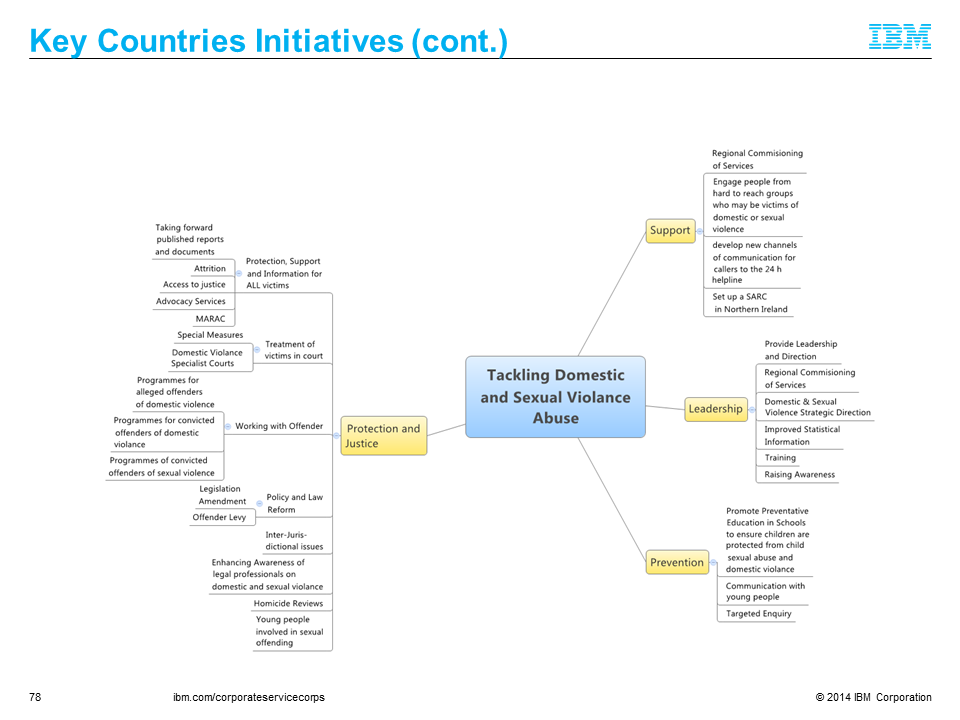 Key Countries Initiatives (cont.)
IBM
Regional Commisioning
of Services
Engage people from
hard to reach groups
who may be victims of
domestic or sexual
violence
Support
develop new channels
of communication for
callers to the 24 h
helpline
Set up a SARC
in Northern Ireland
Taking forward
published reports
and documents
Attrition
Access to justice
Advocacy Services
MARAC
Protection, Support
and Information for
ALL victims
Special Measures
Domestic Violance
Specialist Courts
Treatment of
victims in court
Programmes for
alleged offenders
of domestic violence
Programmes for convicted
offenders of domestic
violance
Programmes of convicted
offenders of sexual violence
Working with Offender
Legislation
Amendment
Offender Levy
Policy and Law
Reform
Inter-Juris-
dictional issues
Enhancing Awareness of
legal professionals on
domestic and sexual violance
Homicide Reviews
Young people
involved in sexual
offending
Protection and
Justice
Tackling Domestic
and Sexual Violance
Abuse
Leadership
Provide Leadership
and Direction
Regional Commisioning
of Services
Domestic & Sexual
Violence Strategic Direction
Improved Statistical
Information
Training
Raising Awareness
Prevention
Promote Preventative
Education in Schools
to ensure children are
protected from child
sexual abuse and
domestic violance
Communication with
young people
Targeted Enquiry
78
ibm.com/corporateservicecorps
© 2014 IBM Corporation